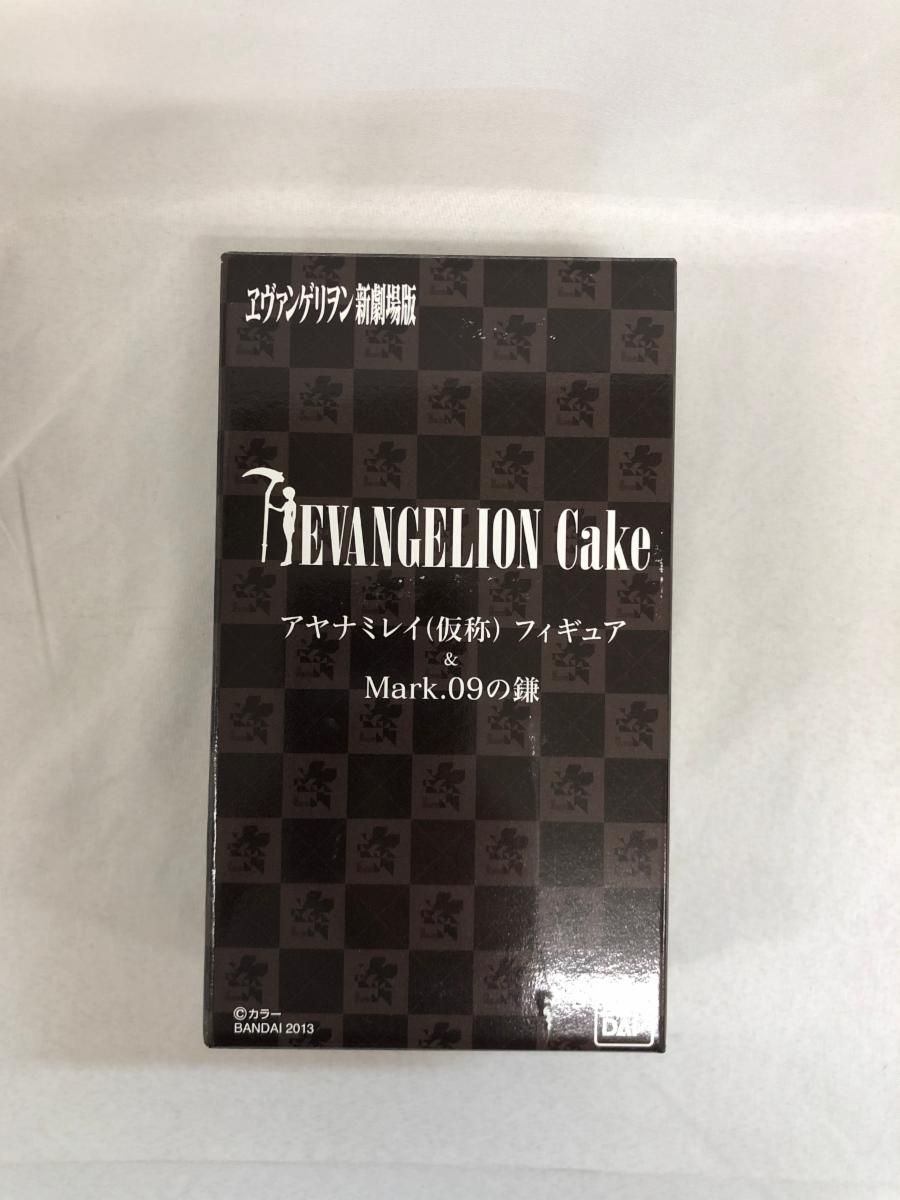 ヱヴァンゲリヲン新劇場版
EVANGELION Cake
アヤナミレイ(仮称) フィギュア
&
Mark.09の鎌
©カラー
BANDAI 2013